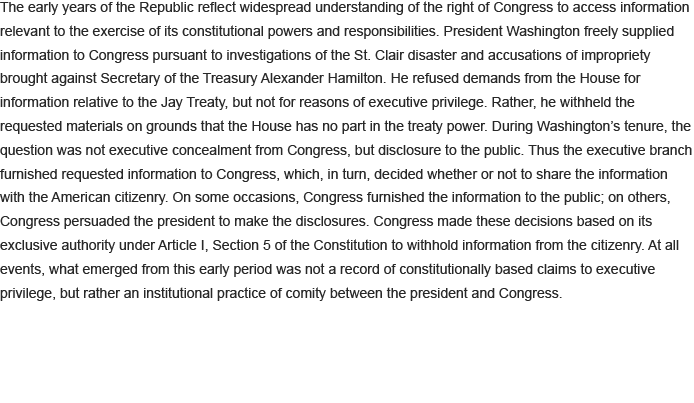 The early years of the Republic reflect widespread understanding of the right of Congress to access information
relevant to the exercise of its constitutional powers and responsibilities. President Washington freely supplied
information to Congress pursuant to investigations of the St. Clair disaster and accusations of impropriety
brought against Secretary of the Treasury Alexander Hamilton. He refused demands from the House for
information relative to the Jay Treaty, but not for reasons of executive privilege. Rather, he withheld the
requested materials on grounds that the House has no part in the treaty power. During Washington’s tenure, the
question was not executive concealment from Congress, but disclosure to the public. Thus the executive branch
furnished requested information to Congress, which, in turn, decided whether or not to share the information
with the American citizenry. On some occasions, Congress furnished the information to the public; on others,
Congress persuaded the president to make the disclosures. Congress made these decisions based on its
exclusive authority under Article I, Section 5 of the Constitution to withhold information from the citizenry. At all
events, what emerged from this early period was not a record of constitutionally based claims to executive
privilege, but rather an institutional practice of comity between the president and Congress.